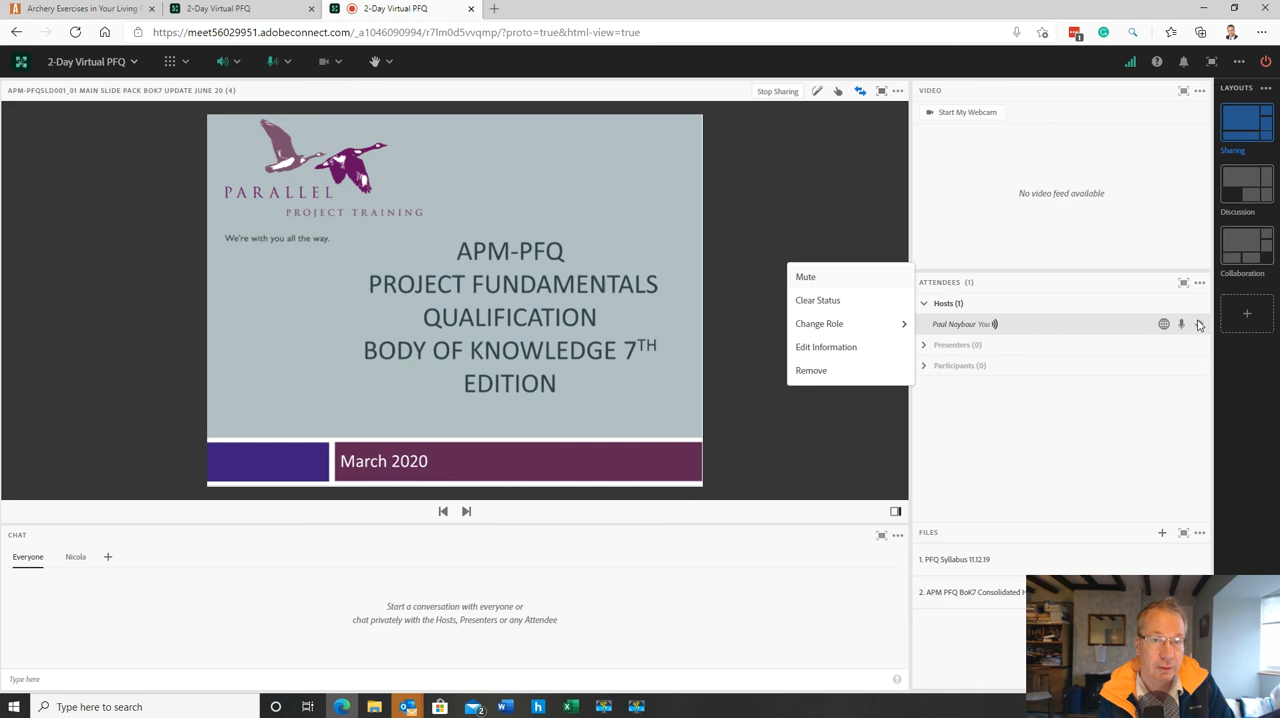 Archery Exercises in Your Living
2-Day Virtual PFQ
2-Day Virtual PFQ
https://meet56029951.adobeconnect.com/_a1046090994/r7lm0d5vvqmp/?proto=true&html-view=true
2-Day Virtual PFQ
APM-PFQSLD001_01 MAIN SLIDE PACK BOK7 UPDATE JUNE 20 (4)
Stop Sharing
PARALLEL
PROJECT TRAINING
We're with you all the way.
APM-PFQ
PROJECT FUNDAMENTALS
QUALIFICATION
BODY OF KNOWLEDGE 7TH
EDITION
March 2020
Mute
Clear Status
Change Role
Edit Information
Remove
VIDEO
Start My Webcam
No video feed available
ATTENDEES (1)
Hosts (1)
Paul Naybour You
Presenters (0)
Participants (0)
LAYOUTS
Sharing
Discussion
Collaboration
CHAT
Everyone
Nicola
Start a conversation with everyone or
chat privately with the Hosts, Presenters or any Attendee
Type here
FILES
1. PFQ Syllabus 11.12.19
2. APM PFQ BoK7 Consolidated
Type here to search
2